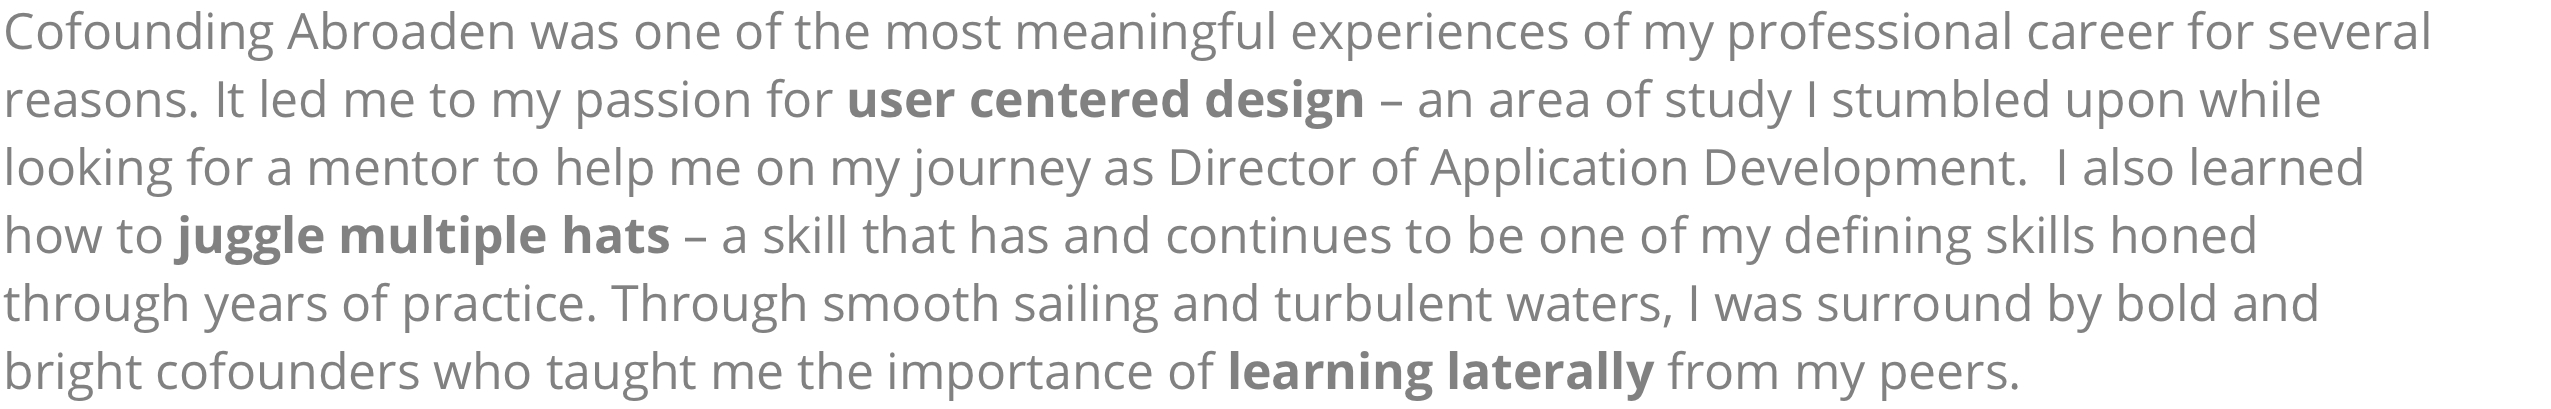 Cofounding Abroaden was one of the most meaningful experiences of my professional career for several
reasons. It led me to my passion for user centered design – an area of study I stumbled upon while
looking for a mentor to help me on my journey as Director of Application Development.  I also learned
how to juggle multiple hats – a skill that has and continues to be one of my defining skills honed
through years of practice. Through smooth sailing and turbulent waters, I was surround by bold and
bright cofounders who taught me the importance of learning laterally from my peers.